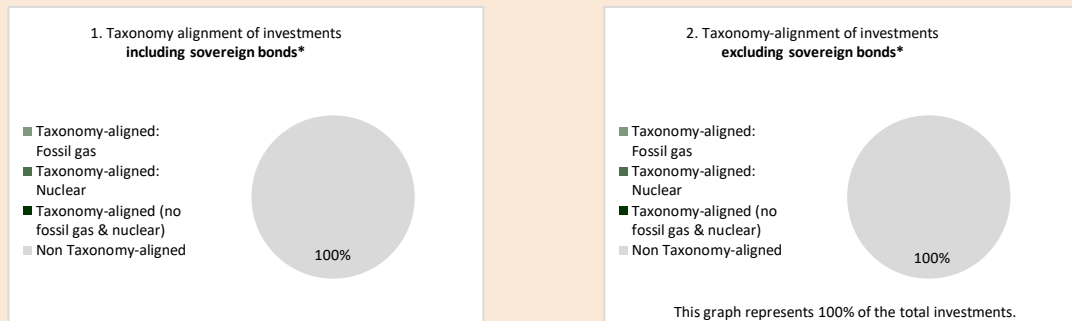 1. Taxonomy alignment of investments
including sovereign bonds*
Taxonomy-aligned:
Fossil gas
Taxonomy-aligned:
Nuclear
Taxonomy-aligned (no
fossil gas & nuclear)
Non Taxonomy-aligned
100%
2. Taxonomy-alignment of investments
excluding sovereign bonds*
Taxonomy-aligned:
Fossil gas
Taxonomy-aligned:
Nuclear
Taxonomy-aligned (no
fossil gas & nuclear)
Non Taxonomy-aligned
100%
This graph represents 100% of the total investments.